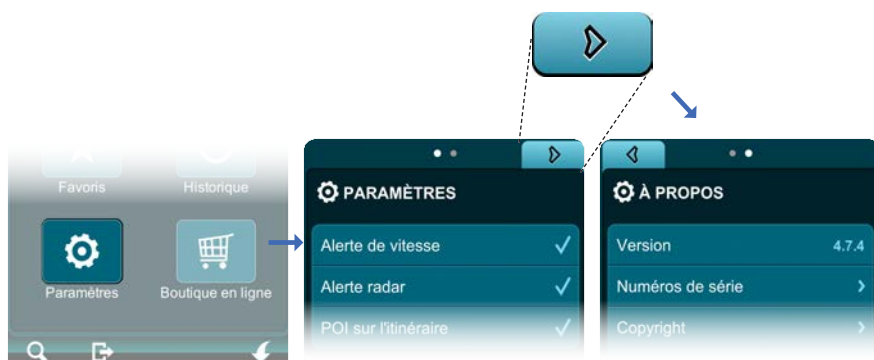 Favoris
Historique
Paramètres
Boutique en ligne
PARAMÈTRES
Alerte de vitesse
Alerte radar
POI sur l'itinéraire
À PROPOS
Version 4.7.4
Numéros de série
Copyright